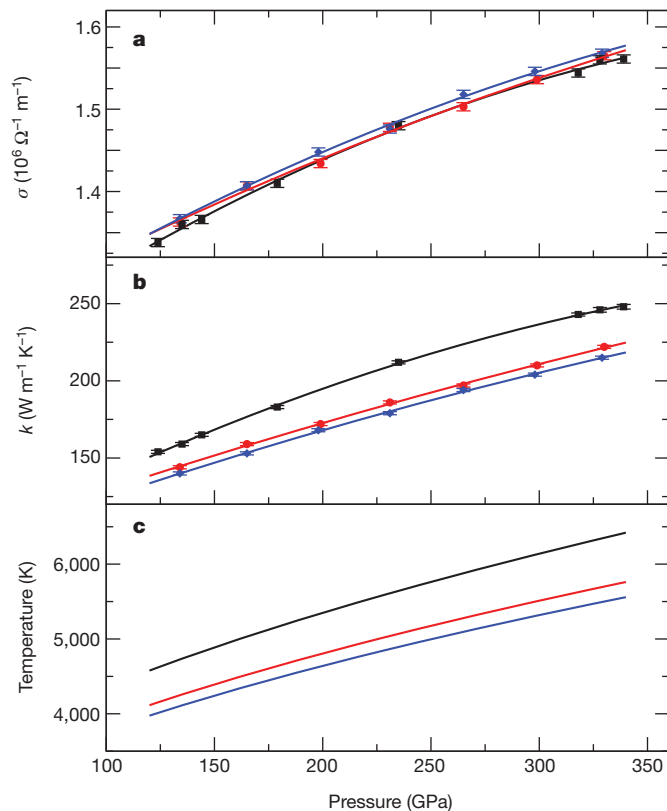 a
1.6
1.5
1.4
σ (10⁶ Ω⁻¹ m⁻¹)
b
250
200
150
k (W m⁻¹ K⁻¹)
c
6,000
5,000
4,000
Temperature (K)
100 150 200 250 300 350
Pressure (GPa)